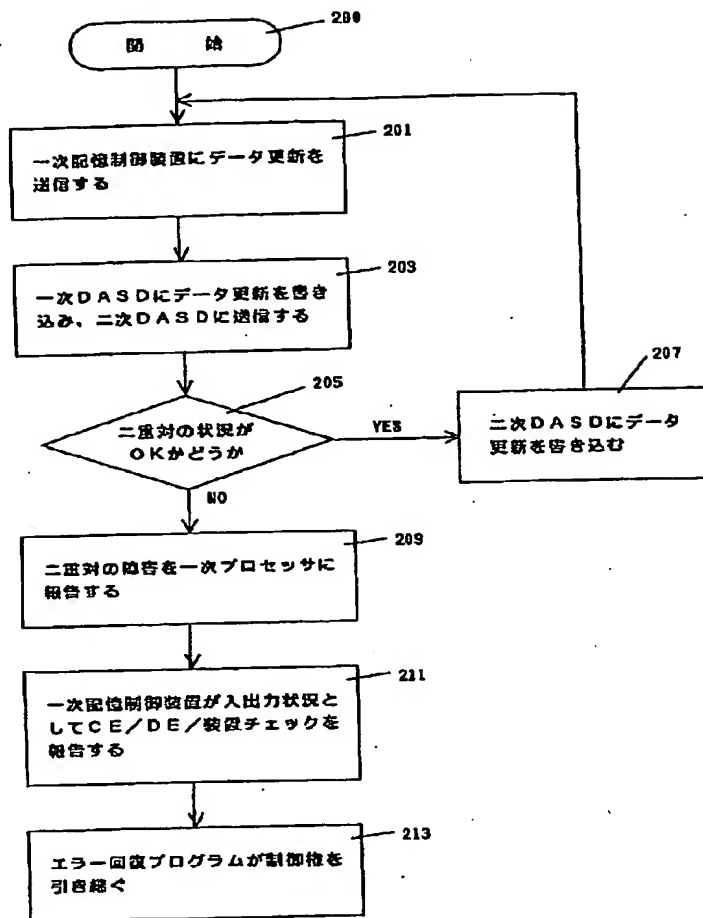 200
開 始
201
一次記憶制御装置にデータ更新を
送信する
203
一次DASDにデータ更新を書き
込み、二次DASDに送信する
205
二重対の状況が
OKかどうか
YES
207
二次DASDにデータ
更新を書き込む
NO
209
二重対の障害を一次プロセッサに
報告する
211
一次記憶制御装置が入出力状況と
してCE/DE/装置チェックを
報告する
213
エラー回復プログラムが制御権を
引き継ぐ